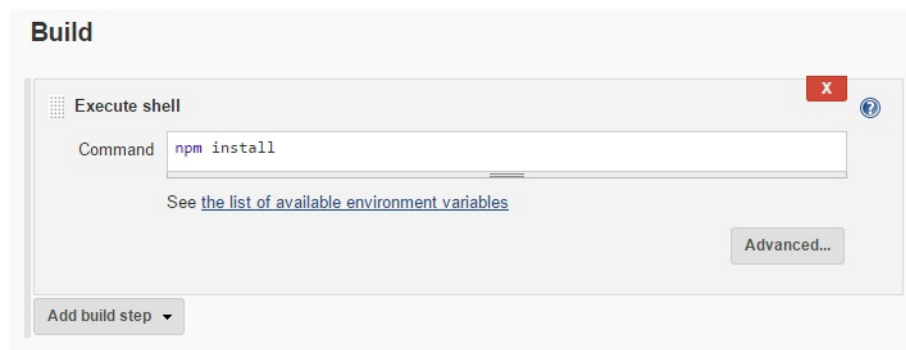 Build
X
Execute shell
?
Command npm install
See the list of available environment variables
Advanced...
Add build step